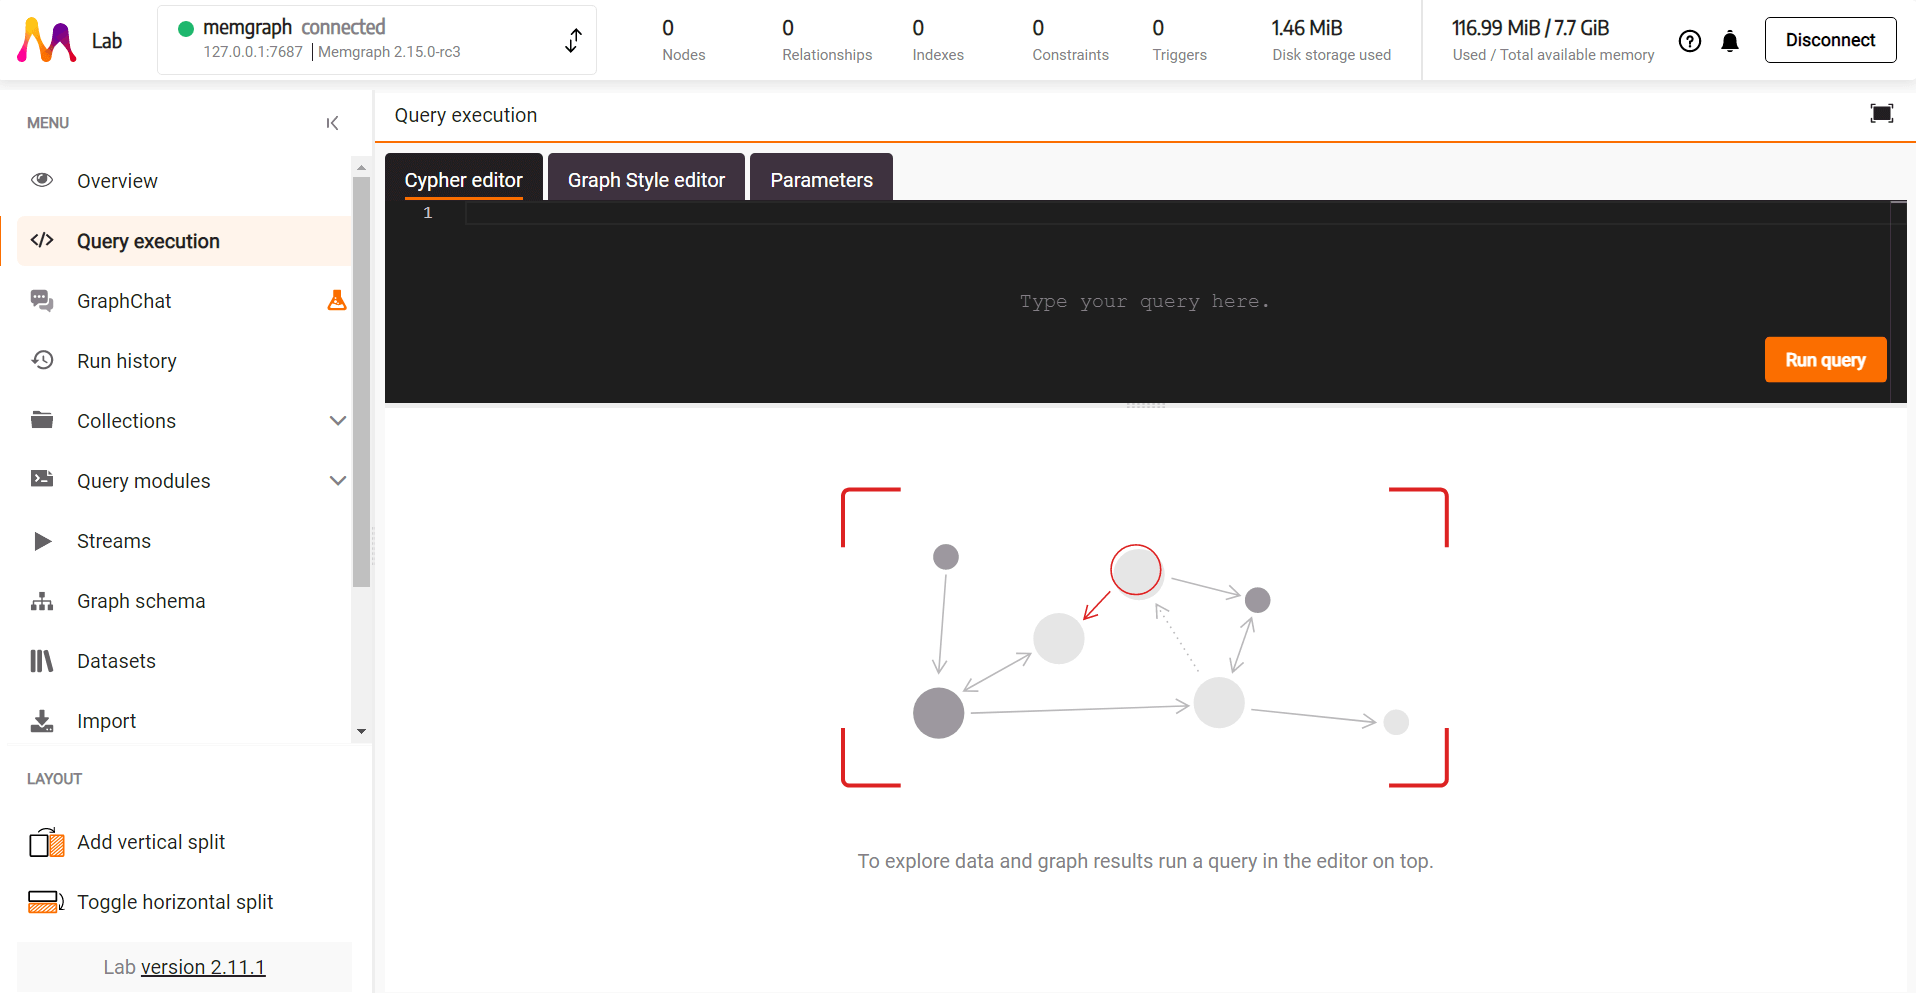 Lab
memgraph connected
127.0.0.1:7687 | Memgraph 2.15.0-rc3
0
Nodes
0
Relationships
0
Indexes
0
Constraints
0
Triggers
1.46 MiB
Disk storage used
116.99 MiB / 7.7 GiB
Used / Total available memory
Disconnect
MENU
Overview
Query execution
GraphChat
Run history
Collections
Query modules
Streams
Graph schema
Datasets
Import
LAYOUT
Add vertical split
Toggle horizontal split
Lab version 2.11.1
Query execution
Cypher editor
Graph Style editor
Parameters
1
Type your query here.
Run query
To explore data and graph results run a query in the editor on top.